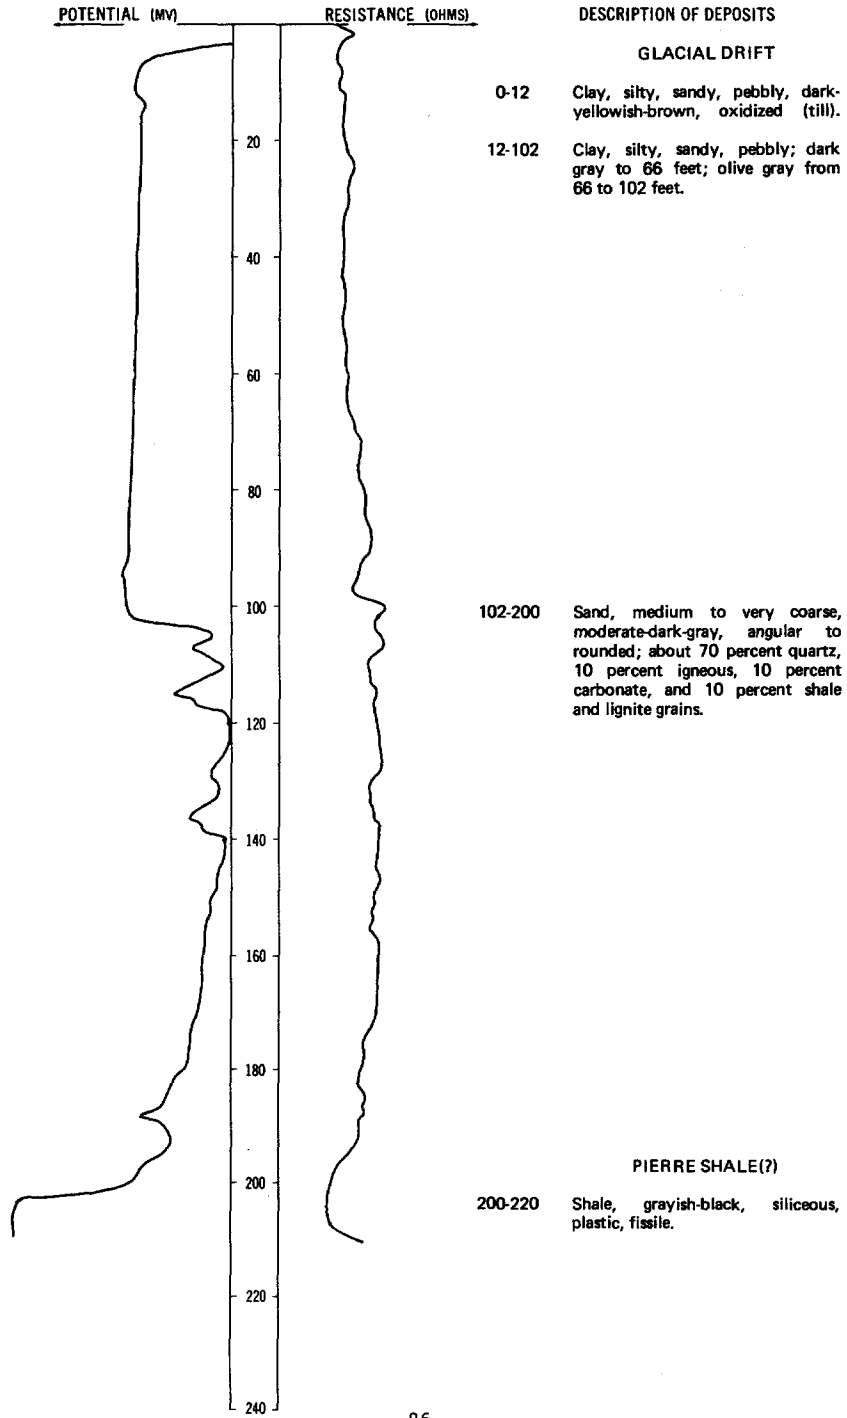 POTENTIAL (MV) RESISTANCE (OHMS) DESCRIPTION OF DEPOSITS
GLACIAL DRIFT
0-12 Clay, silty, sandy, pebbly, dark-
yellowish-brown, oxidized (till).
20
12-102 Clay, silty, sandy, pebbly; dark
gray to 66 feet; olive gray from
66 to 102 feet.
40
60
80
100
102-200 Sand, medium to very coarse,
moderate-dark-gray, angular to
rounded; about 70 percent quartz,
10 percent igneous, 10 percent
carbonate, and 10 percent shale
and lignite grains.
120
140
160
180
PIERRE SHALE(?)
200
200-220 Shale, grayish-black, siliceous,
plastic, fissile.
220
240